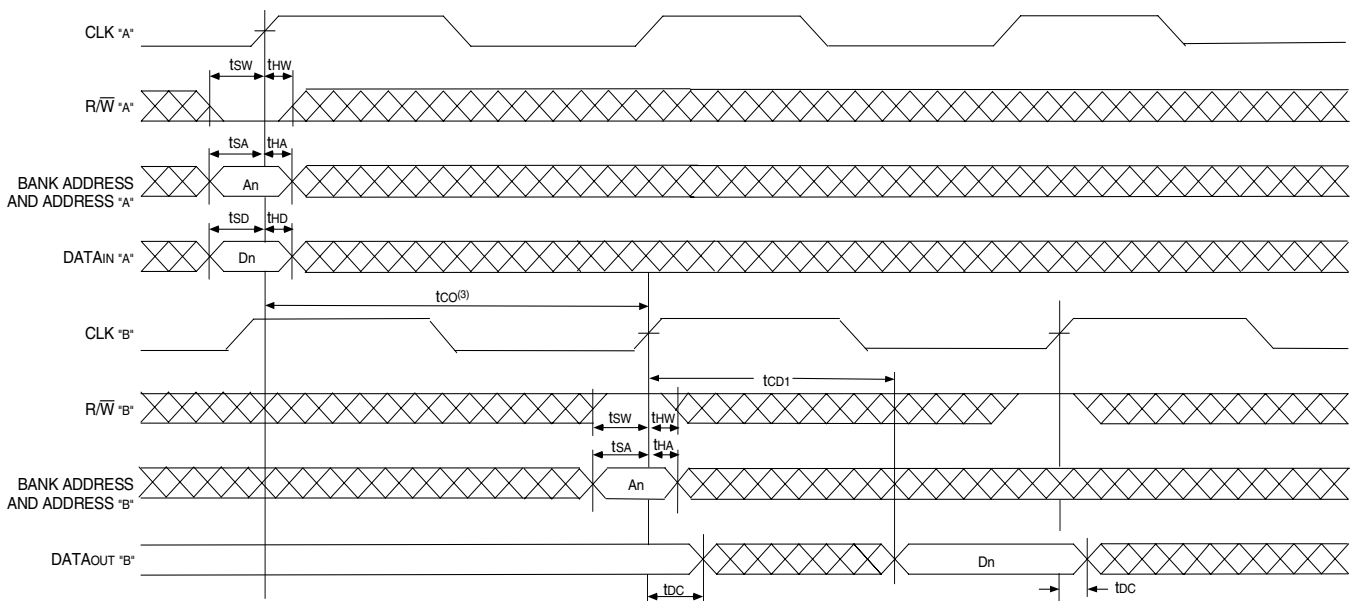 CLK "A"
tSW tHW
R/W̅ "A"
tSA tHA
BANK ADDRESS
AND ADDRESS "A"
An
tSD tHD
DATAIN "A"
Dn
tCO(3)
CLK "B"
tCD1
R/W̅ "B"
tSW tHW
tSA tHA
BANK ADDRESS
AND ADDRESS "B"
An
DATAOUT "B"
Dn
tDC
tDC